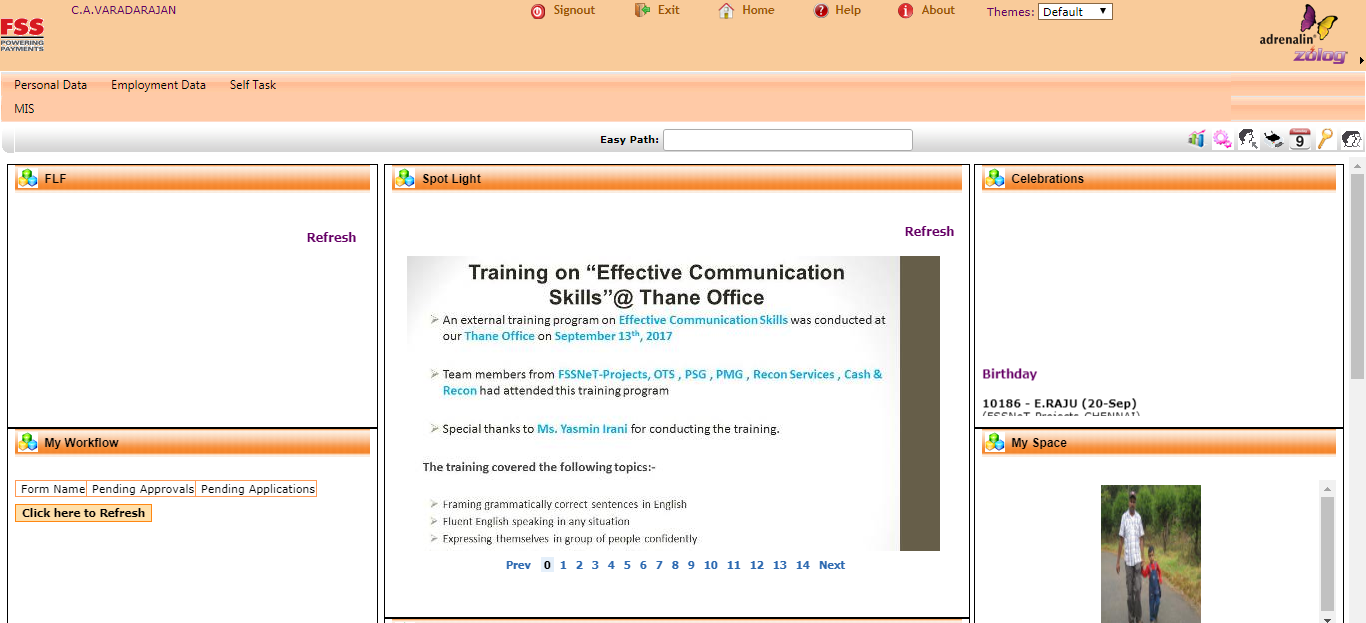 C.A.VARADARAJAN
Signout
Exit
Home
Help
About
Themes: Default
FSS
POWERING
PAYMENTS
adrenalin
zólog
Personal Data
Employment Data
Self Task
MIS
Easy Path:
9
FLF
Refresh
My Workflow
Form Name Pending Approvals Pending Applications
Click here to Refresh
Spot Light
Refresh
Training on “Effective Communication
Skills”@ Thane Office
An external training program on Effective Communication Skills was conducted at
our Thane Office on September 13th, 2017
Team members from FSSNeT-Projects, OTS , PSG , PMG , Recon Services , Cash &
Recon had attended this training program
Special thanks to Ms. Yasmin Irani for conducting the training.
The training covered the following topics:-
Framing grammatically correct sentences in English
Fluent English speaking in any situation
Expressing themselves in group of people confidently
Prev 0 1 2 3 4 5 6 7 8 9 10 11 12 13 14 Next
Celebrations
Birthday
10186 - E.RAJU (20-Sep)
(FSSNeT-Projects,CHENNAI)
My Space